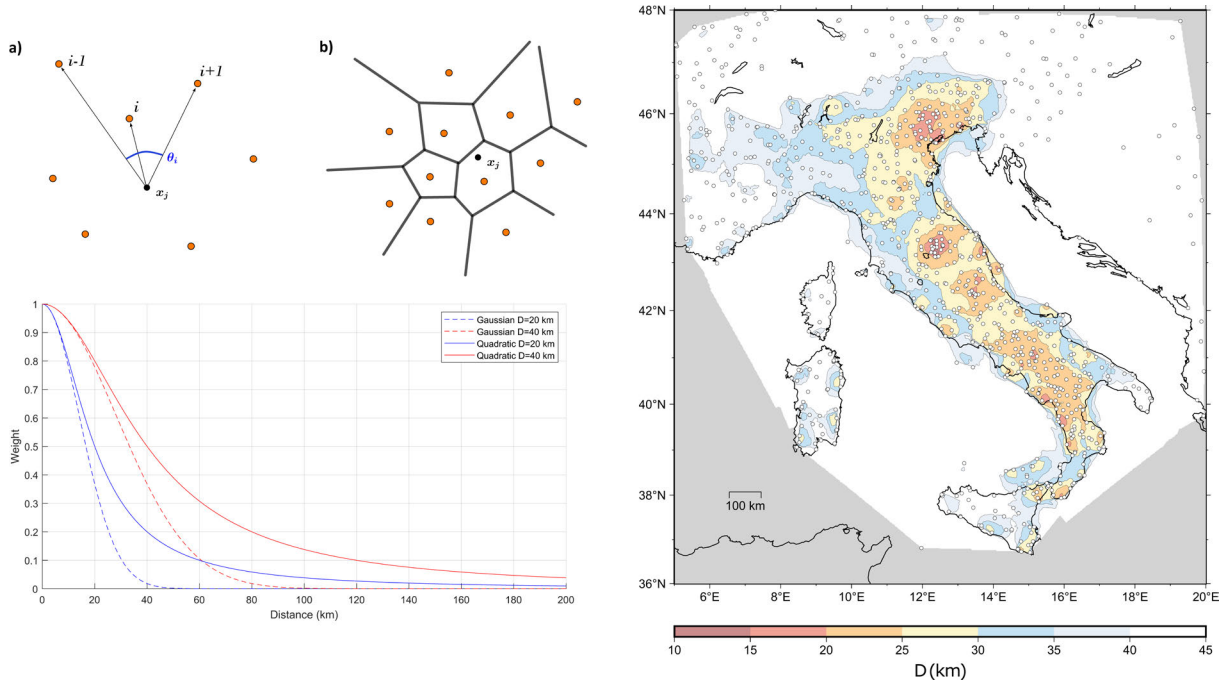 a)
i-1
i+1
i
θi
xj
b)
xj
1
0.9
0.8
0.7
0.6
0.5
0.4
0.3
0.2
0.1
0
Weight
Gaussian D=20 km
Gaussian D=40 km
Quadratic D=20 km
Quadratic D=40 km
0 20 40 60 80 100 120 140 160 180 200
Distance (km)
48°N
46°N
44°N
42°N
40°N
38°N
36°N
100 km
6°E 8°E 10°E 12°E 14°E 16°E 18°E 20°E
10 15 20 25 30 35 40 45
D (km)